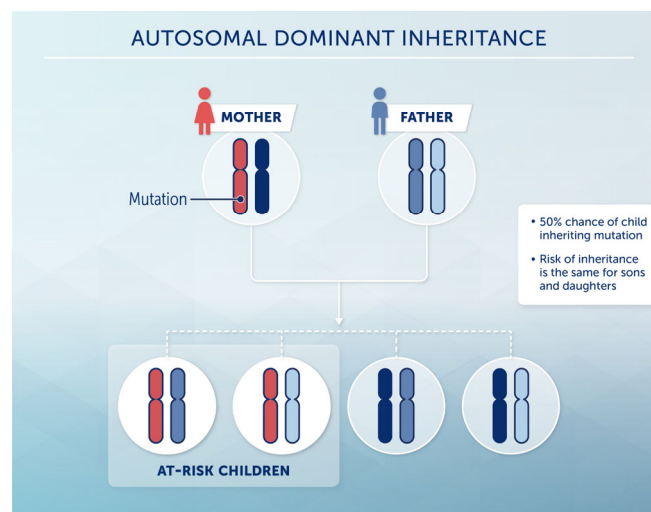 AUTOSOMAL DOMINANT INHERITANCE
MOTHER
FATHER
Mutation
• 50% chance of child
inheriting mutation
• Risk of inheritance
is the same for sons
and daughters
AT-RISK CHILDREN